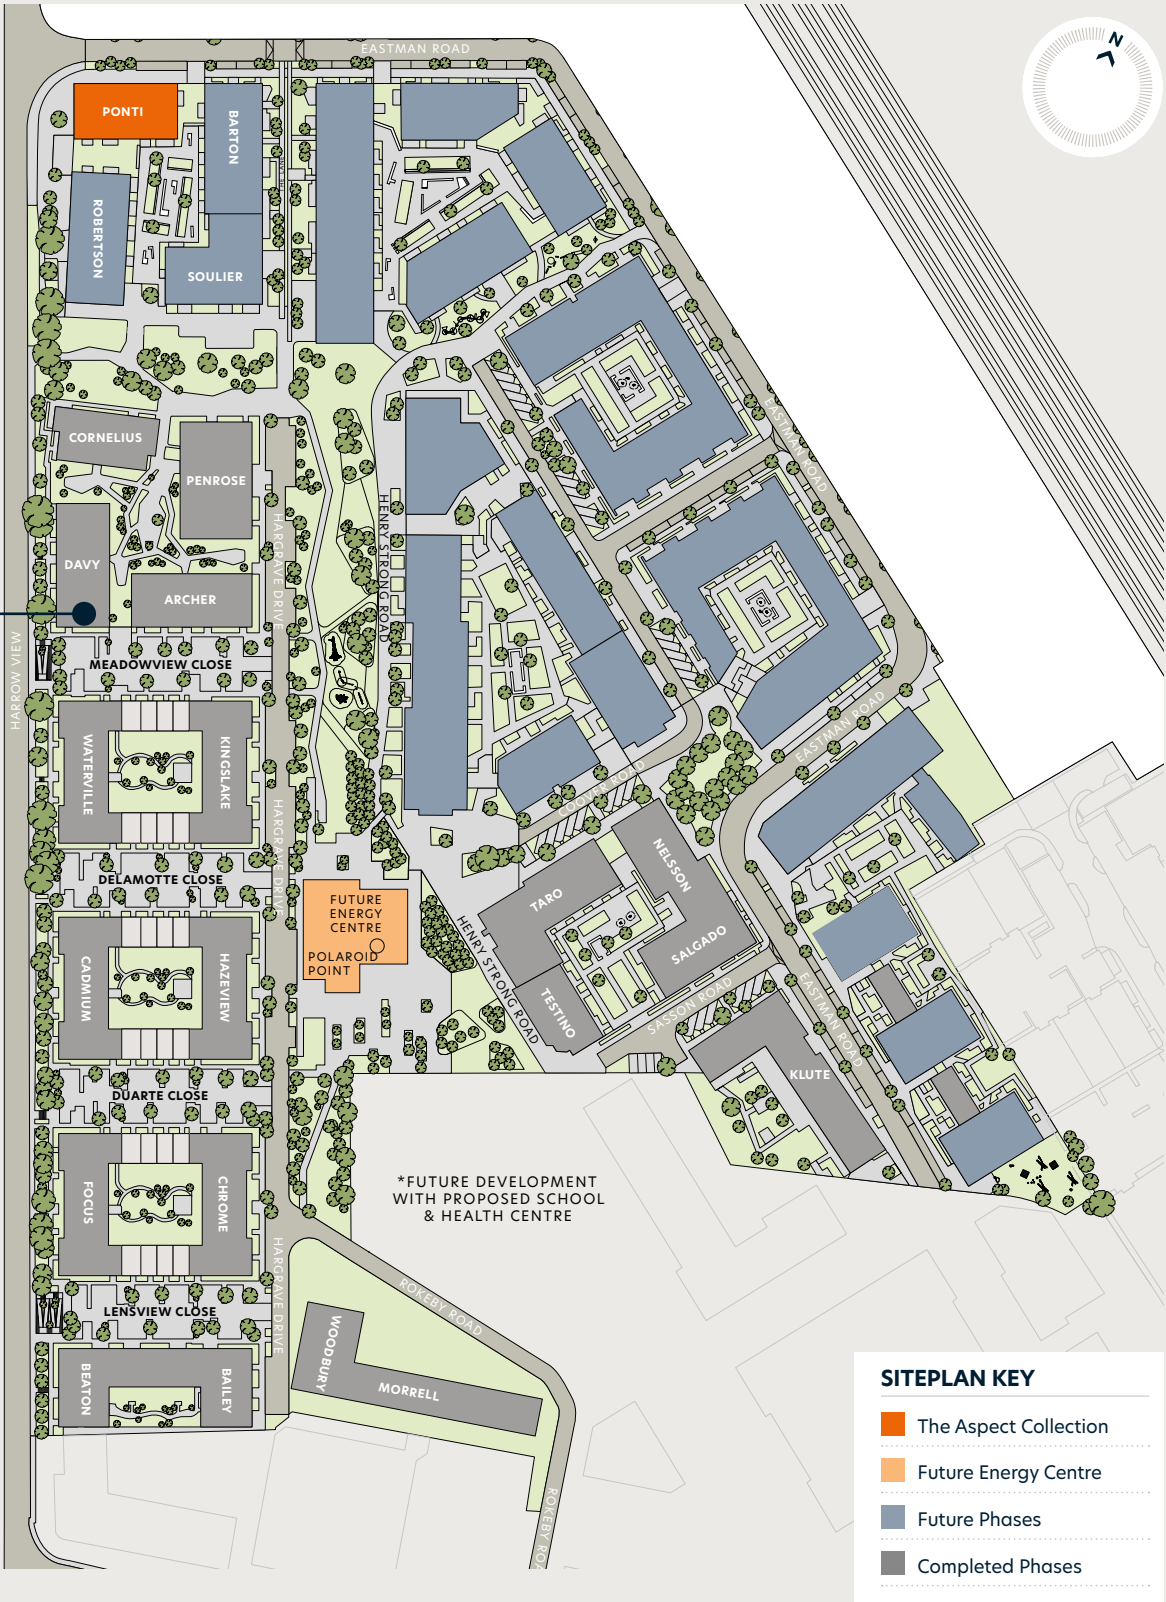 EASTMAN ROAD
N
PONTI
BARTON
ROBERTSON
SOULIER
CORNELIUS
PENROSE
EASTMAN ROAD
HENRY STRONG ROAD
HARGRAVE DRIVE
DAVY
ARCHER
HARROW VIEW
MEADOWVIEW CLOSE
EASTMAN ROAD
WATERVILLE
KINGSLAKE
COOVER ROAD
HARGRAVE DRIVE
NELSSON
DELAMOTTE CLOSE
TARO
FUTURE
ENERGY
CENTRE
POLAROID
POINT
HENRY STRONG ROAD
SALGADO
CADMIUM
HAZEVIEW
TESTINO
SASSON ROAD
EASTMAN ROAD
KLUTE
DUARTE CLOSE
*FUTURE DEVELOPMENT
WITH PROPOSED SCHOOL
& HEALTH CENTRE
FOCUS
CHROME
HARGRAVE DRIVE
LENSVIEW CLOSE
ROKEBY ROAD
WOODBURY
MORRELL
BEATON
BAILEY
ROKEBY ROA
SITEPLAN KEY
The Aspect Collection
Future Energy Centre
Future Phases
Completed Phases